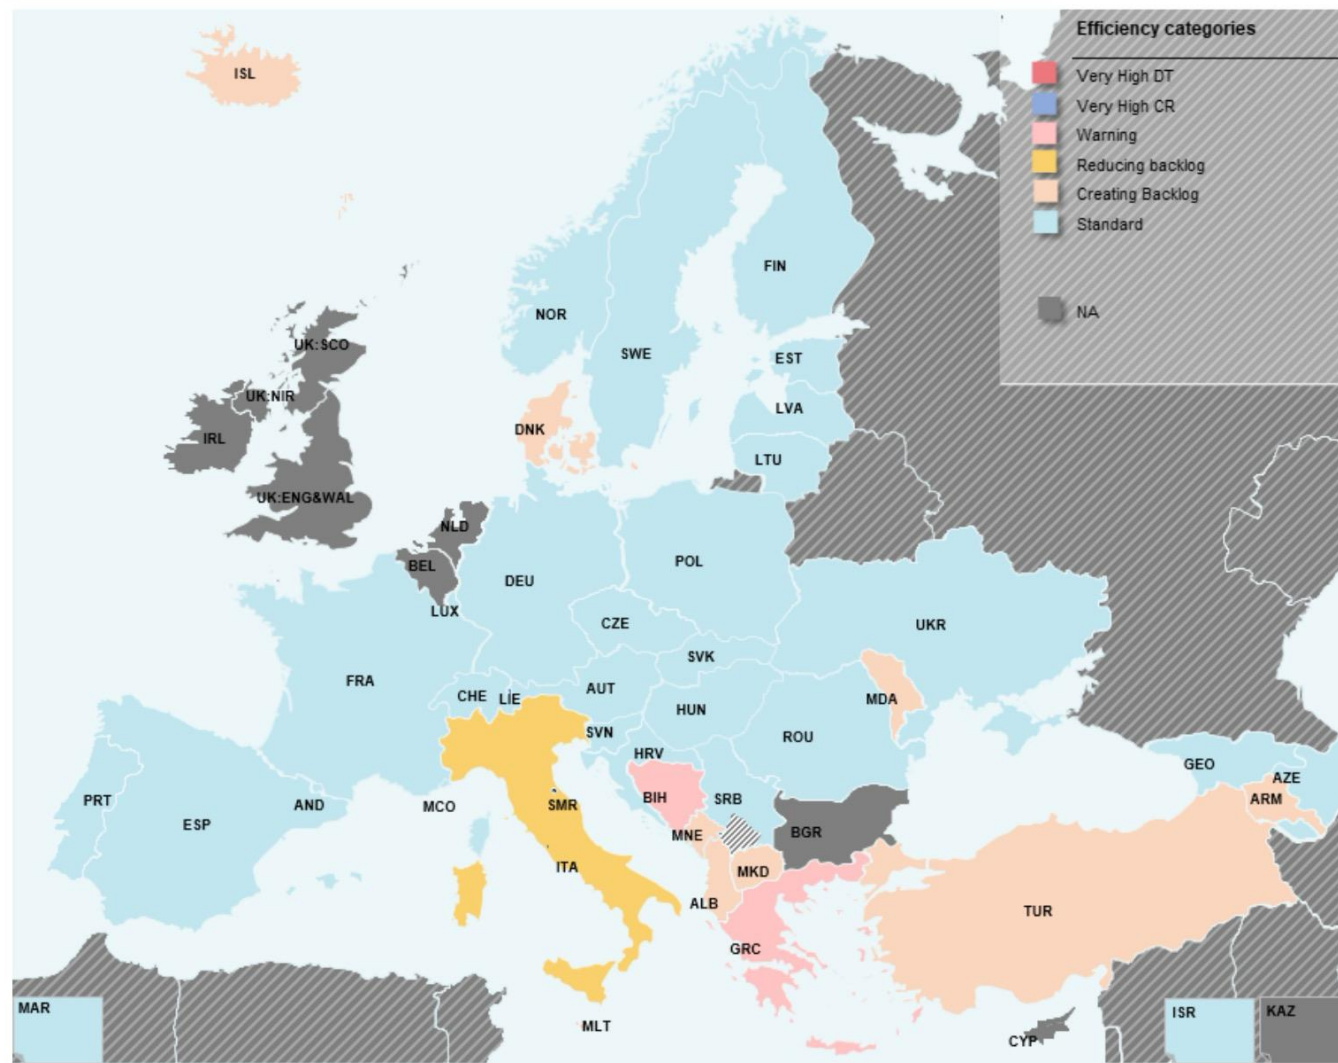 Efficiency categories
Very High DT
Very High CR
Warning
Reducing backlog
Creating Backlog
Standard
NA
ISL
FIN
NOR
UK:SCO
SWE
EST
UK:NIR
LVA
DNK
IRL
LTU
UK:ENG&WAL
NLD
BEL
POL
DEU
LUX
CZE
UKR
SVK
FRA
AUT
CHE
LIE
MDA
HUN
SVN
ROU
HRV
GEO
AZE
BIH
SRB
ARM
PRT
AND
MCO
SMR
ESP
MNE
BGR
ITA
MKD
ALB
TUR
GRC
MAR
ISR
KAZ
MLT
CYP